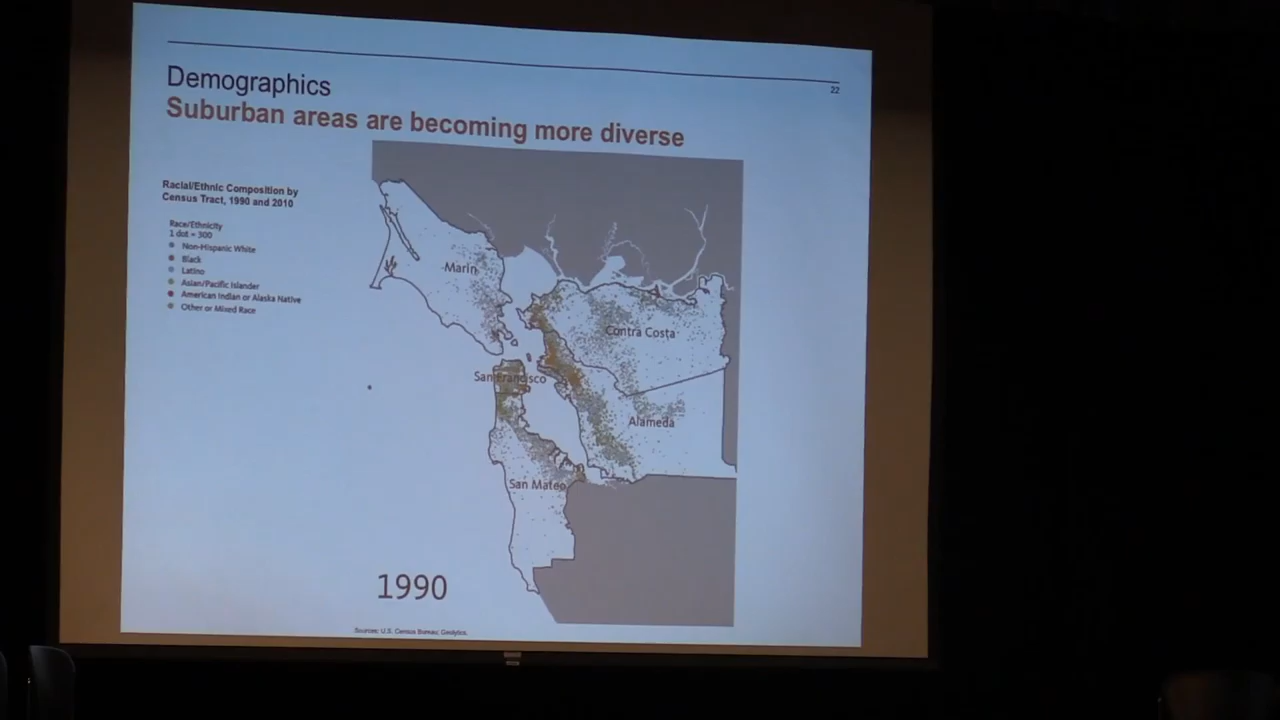 22
Demographics
Suburban areas are becoming more diverse
Racial/Ethnic Composition by
Census Tract, 1990 and 2010
Race/Ethnicity
1 dot = 300
Non-Hispanic White
Black
Latino
Asian/Pacific Islander
American Indian or Alaska Native
Other or Mixed Race
Marin
Contra Costa
San Francisco
Alameda
San Mateo
1990
Sources: U.S. Census Bureau; Geolytics.